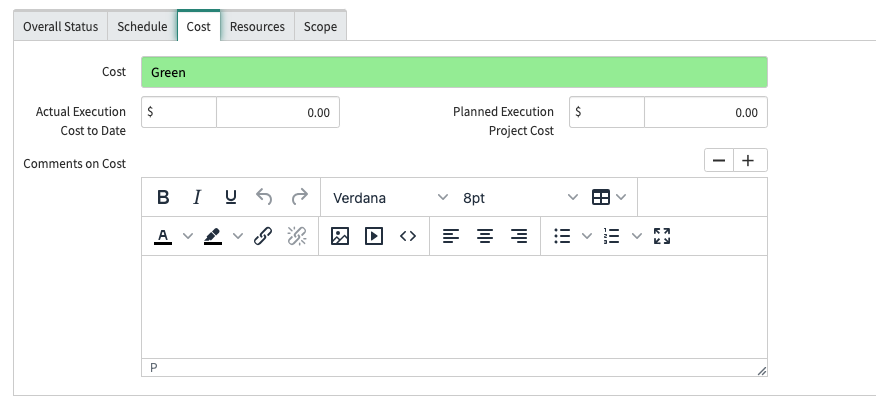 Overall Status Schedule Cost Resources Scope
Cost Green
Actual Execution Cost to Date $ 0.00
Planned Execution Project Cost $ 0.00
Comments on Cost
B I U Verdana 8pt
A
P